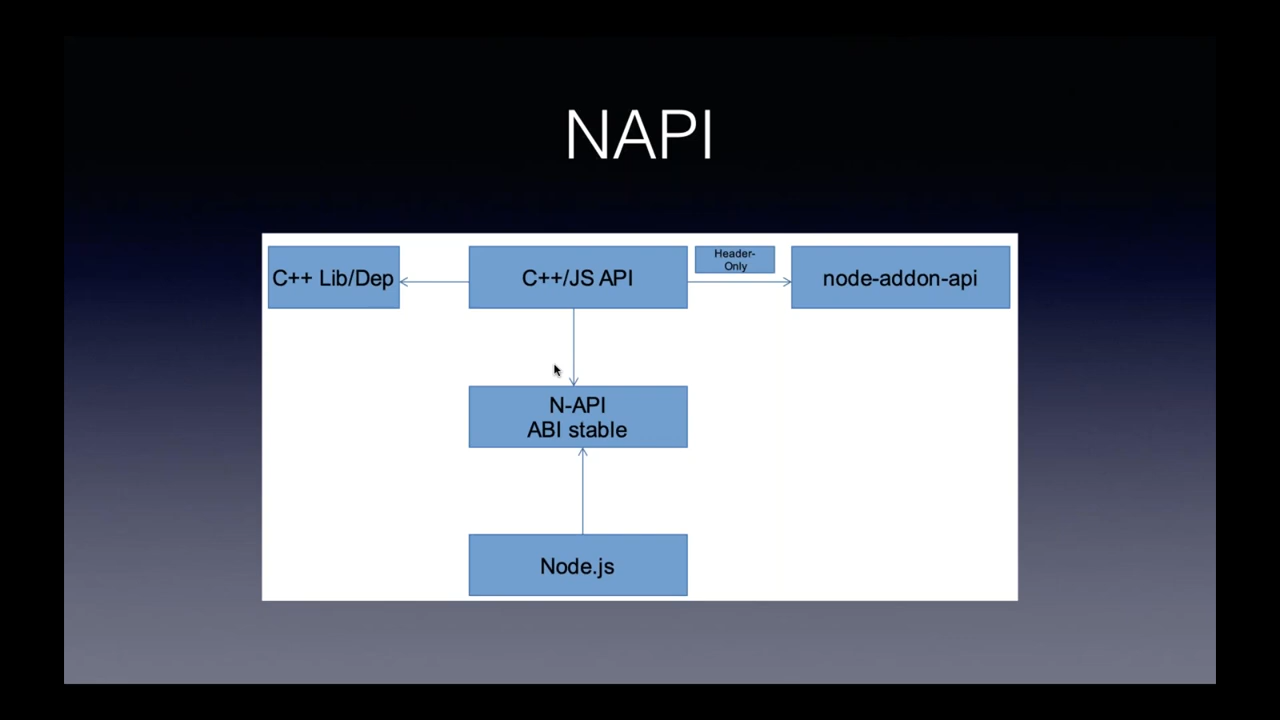 NAPI
C++ Lib/Dep
C++/JS API
Header-
Only
node-addon-api
N-API
ABI stable
Node.js